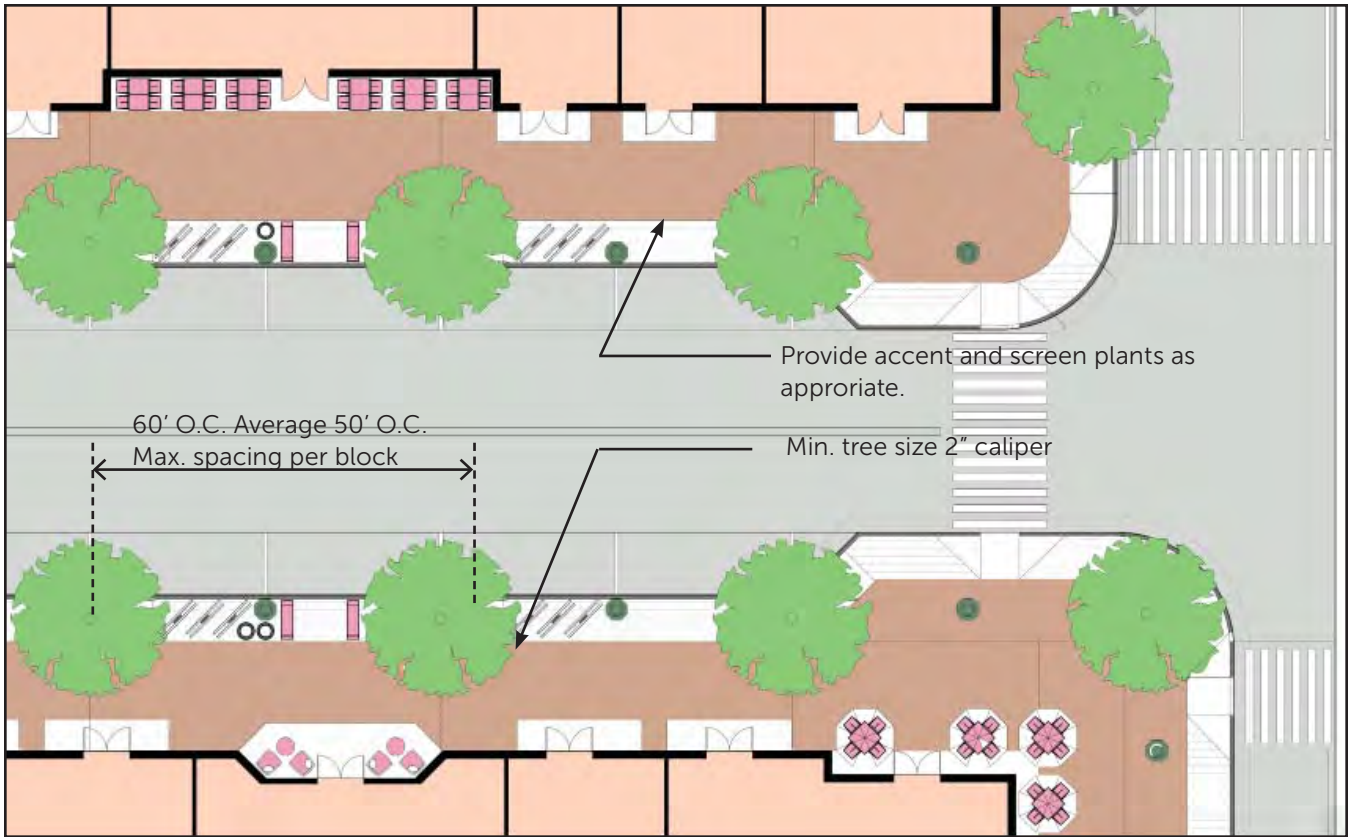 Provide accent and screen plants as
approriate.
60’ O.C. Average 50’ O.C.
Max. spacing per block
Min. tree size 2” caliper